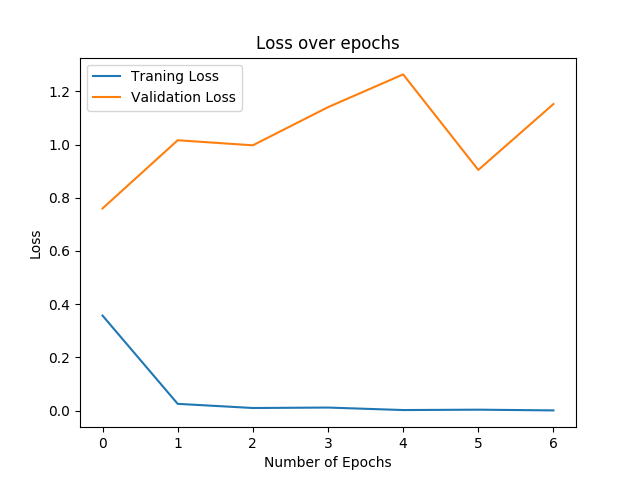 Loss over epochs
Traning Loss
Validation Loss
1.2
1.0
0.8
0.6
0.4
0.2
0.0
Loss
0 1 2 3 4 5 6
Number of Epochs